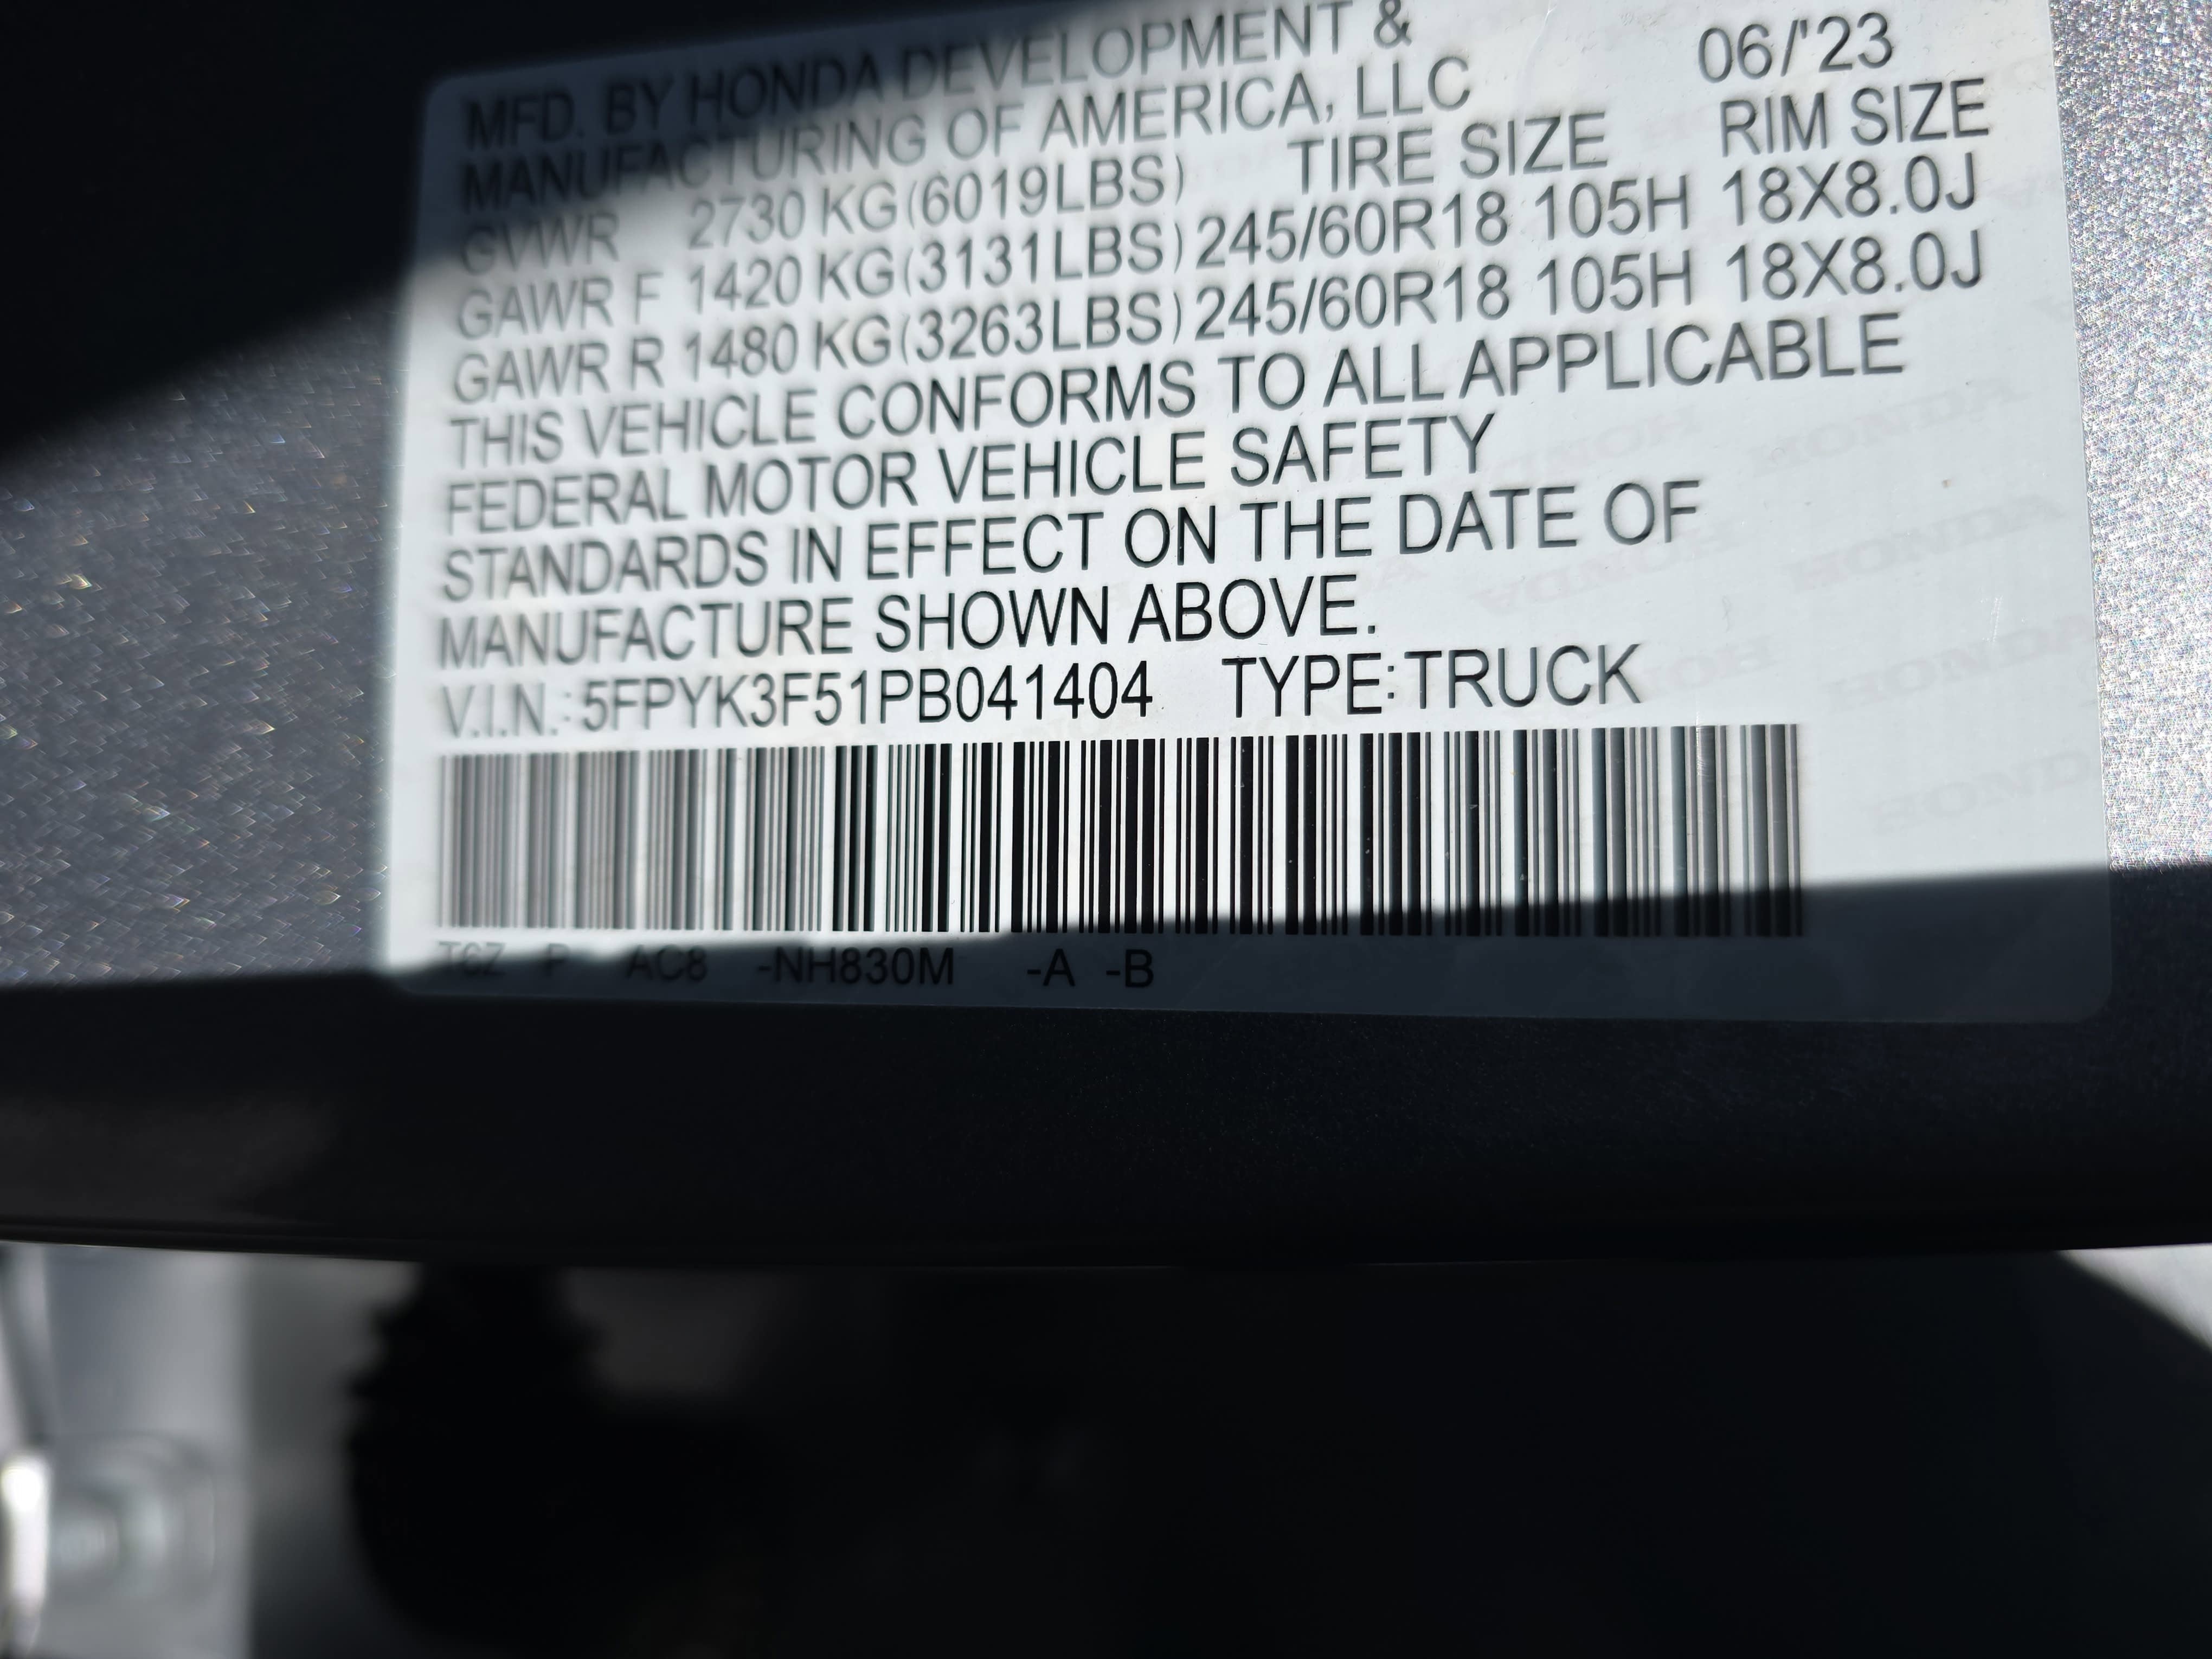 MFD. BY HONDA DEVELOPMENT & 06/'23
MANUFACTURING OF AMERICA, LLC
GVWR 2730 KG(6019LBS) TIRE SIZE RIM SIZE
GAWR F 1420 KG(3131LBS) 245/60R18 105H 18X8.0J
GAWR R 1480 KG(3263LBS) 245/60R18 105H 18X8.0J
THIS VEHICLE CONFORMS TO ALL APPLICABLE
FEDERAL MOTOR VEHICLE SAFETY
STANDARDS IN EFFECT ON THE DATE OF
MANUFACTURE SHOWN ABOVE.
V.I.N.: 5FPYK3F51PB041404 TYPE: TRUCK
P AC8 -NH830M -A -B